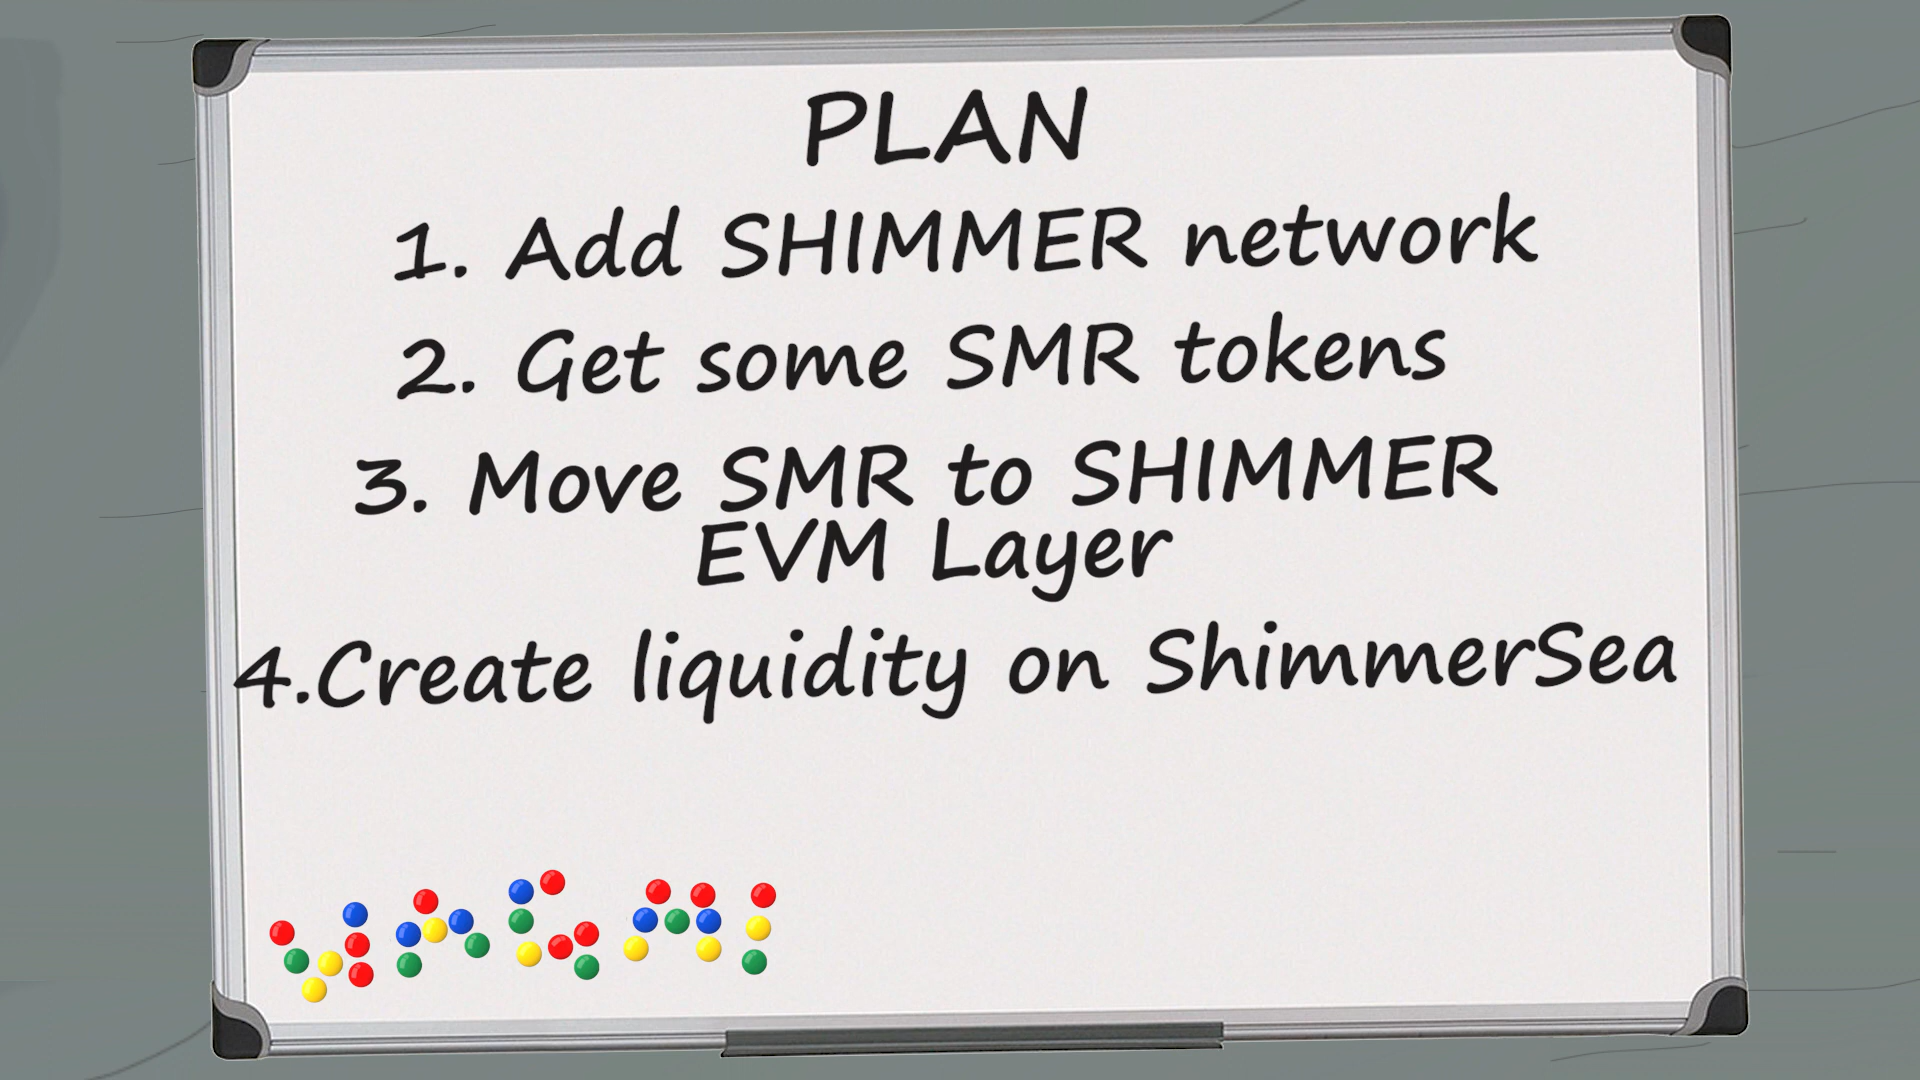 PLAN
1. Add SHIMMER network
2. Get some SMR tokens
3. Move SMR to SHIMMER
EVM Layer
4.Create liquidity on ShimmerSea